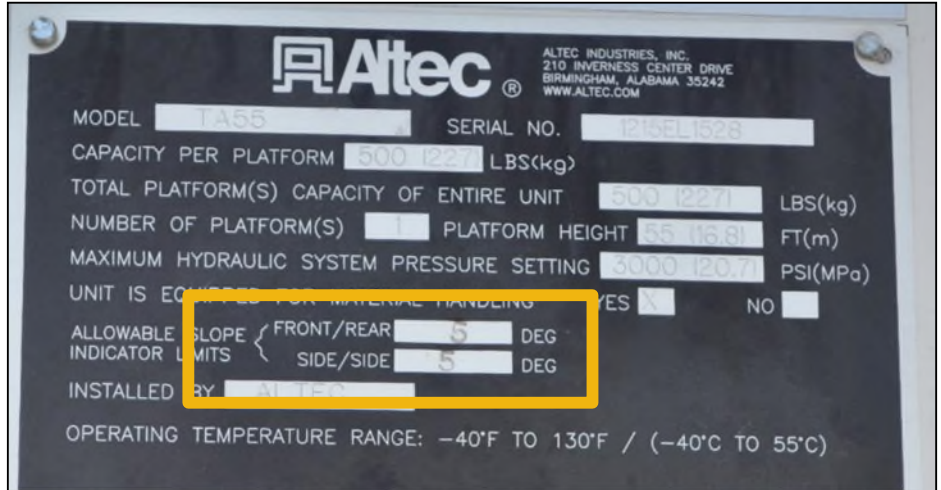 Altec ®
ALTEC INDUSTRIES, INC.
210 INVERNESS CENTER DRIVE
BIRMINGHAM, ALABAMA 35242
WWW.ALTEC.COM
MODEL TA55 SERIAL NO. 1215EL1528
CAPACITY PER PLATFORM 500 (227) LBS(kg)
TOTAL PLATFORM(S) CAPACITY OF ENTIRE UNIT 500 (227) LBS(kg)
NUMBER OF PLATFORM(S) 1 PLATFORM HEIGHT 55 (16.8) FT(m)
MAXIMUM HYDRAULIC SYSTEM PRESSURE SETTING 3000 (20.7) PSI(MPa)
UNIT IS EQUIPPED FOR MATERIAL HANDLING YES X NO
ALLOWABLE SLOPE INDICATOR LIMITS { FRONT/REAR 5 DEG
SIDE/SIDE 5 DEG
INSTALLED BY ALTEC
OPERATING TEMPERATURE RANGE: -40°F TO 130°F / (-40°C TO 55°C)